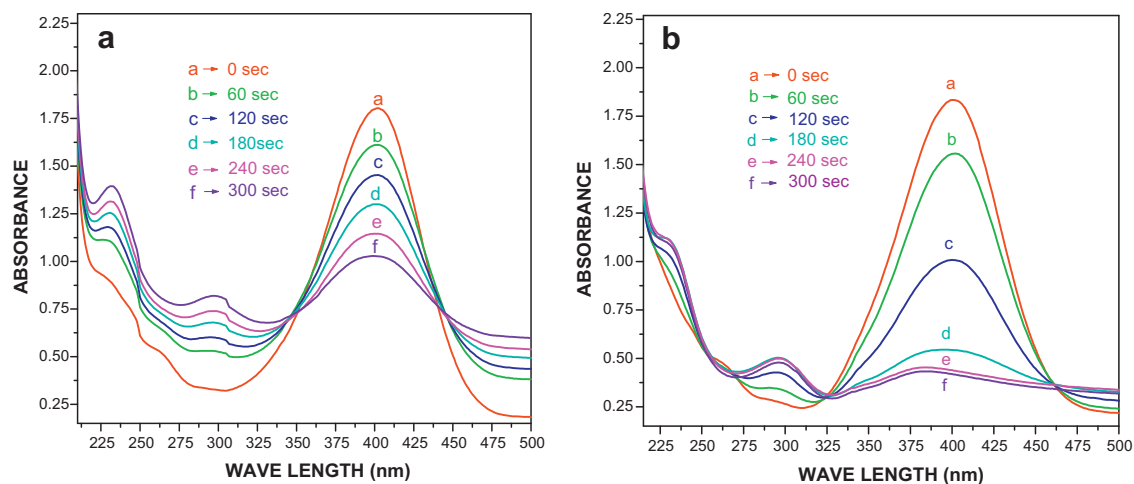 a
a → 0 sec
b → 60 sec
c → 120 sec
d → 180sec
e → 240 sec
f → 300 sec
a
b
c
d
e
f
2.25
2.00
1.75
1.50
1.25
1.00
0.75
0.50
0.25
ABSORBANCE
225 250 275 300 325 350 375 400 425 450 475 500
WAVE LENGTH (nm)
b
a → 0 sec
b → 60 sec
c → 120 sec
d → 180 sec
e → 240 sec
f → 300 sec
a
b
c
d
e
f
2.25
2.00
1.75
1.50
1.25
1.00
0.75
0.50
0.25
ABSORBANCE
225 250 275 300 325 350 375 400 425 450 475 500
WAVE LENGTH (nm)